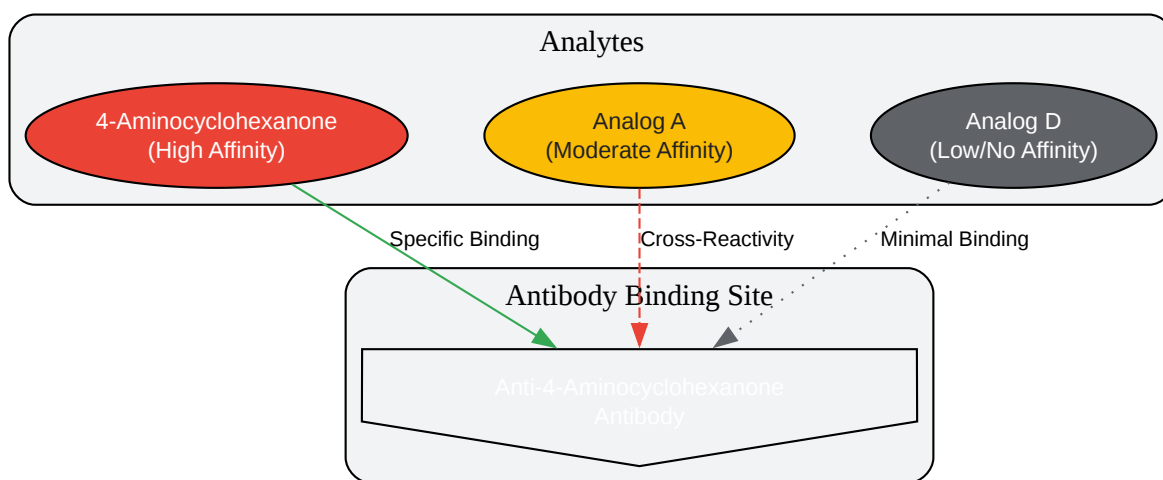 Analytes
4-Aminocyclohexanone
(High Affinity)
Analog A
(Moderate Affinity)
Analog D
(Low/No Affinity)
Specific Binding
Cross-Reactivity
Minimal Binding
Antibody Binding Site
Anti-4-Aminocyclohexanone
Antibody